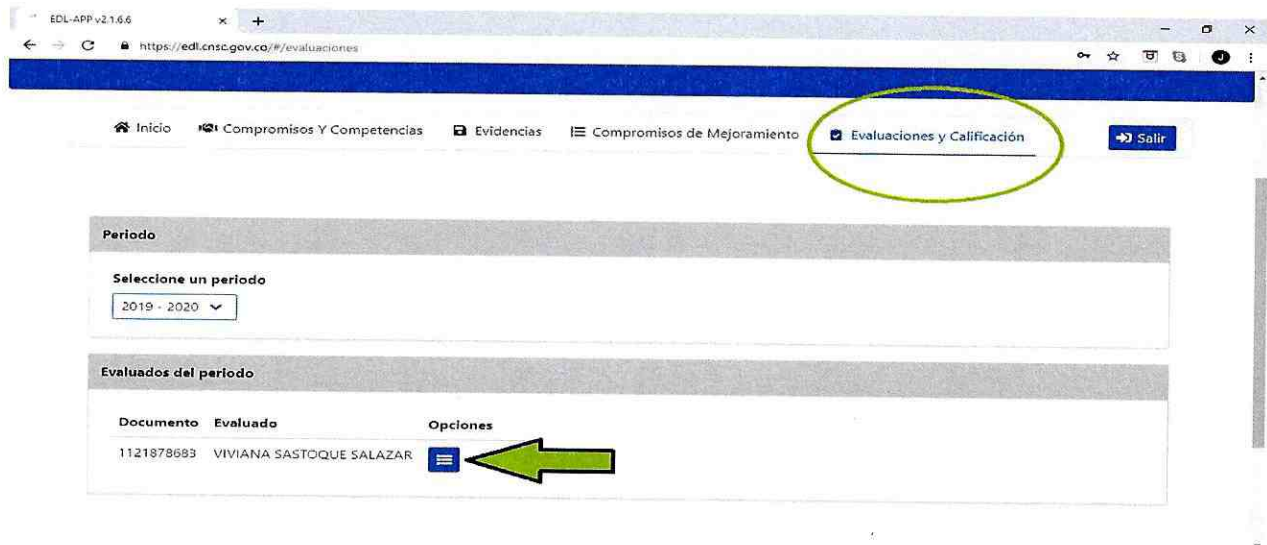 EDL-APP v2.1.6.6
https://edl.cnsc.gov.co/#/evaluaciones
J
Inicio Compromisos Y Competencias Evidencias Compromisos de Mejoramiento Evaluaciones y Calificación Salir
Periodo
Seleccione un periodo
2019 - 2020
Evaluados del periodo
Documento Evaluado Opciones
1121878683 VIVIANA SASTOQUE SALAZAR